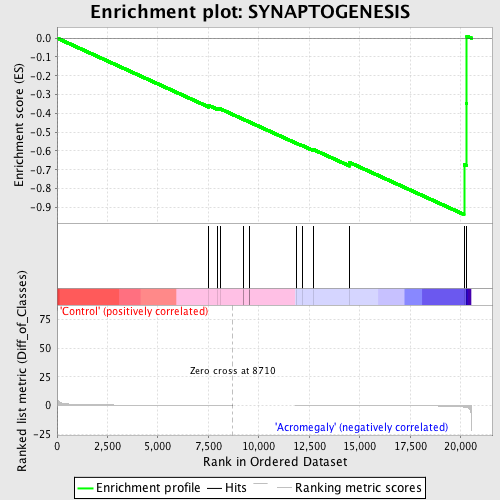 Enrichment plot: SYNAPTOGENESIS
Enrichment score (ES)
0.0
-0.1
-0.2
-0.3
-0.4
-0.5
-0.6
-0.7
-0.8
-0.9
'Control' (positively correlated)
Ranked list metric (Diff_of_Classes)
75
50
25
0
-25
Zero cross at 8710
'Acromegaly' (negatively correlated)
0
2,500
5,000
7,500
10,000
12,500
15,000
17,500
20,000
Rank in Ordered Dataset
Enrichment profile
Hits
Ranking metric scores